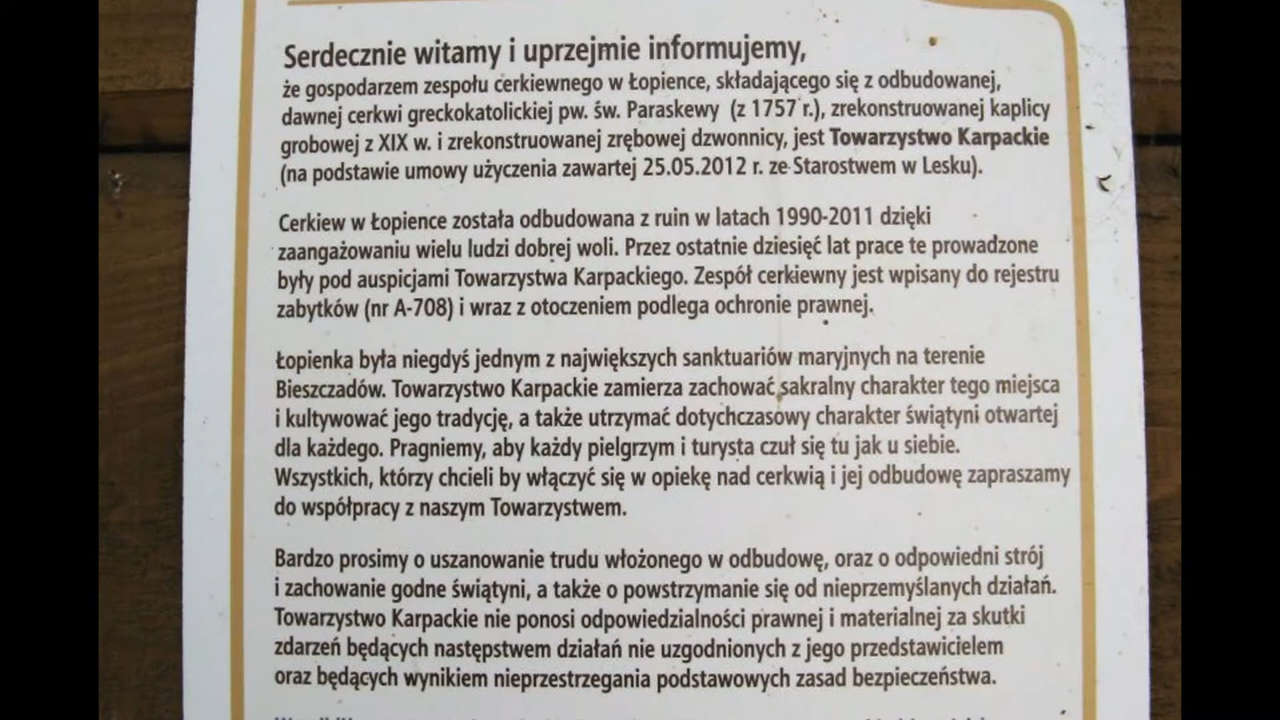 Serdecznie witamy i uprzejmie informujemy,
że gospodarzem zespołu cerkiewnego w Łopience, składającego się z odbudowanej,
dawnej cerkwi greckokatolickiej pw. św. Paraskewy (z 1757 r.), zrekonstruowanej kaplicy
grobowej z XIX w. i zrekonstruowanej zrębowej dzwonnicy, jest Towarzystwo Karpackie
(na podstawie umowy użyczenia zawartej 25.05.2012 r. ze Starostwem w Lesku).
Cerkiew w Łopience została odbudowana z ruin w latach 1990-2011 dzięki
zaangażowaniu wielu ludzi dobrej woli. Przez ostatnie dziesięć lat prace te prowadzone
były pod auspicjami Towarzystwa Karpackiego. Zespół cerkiewny jest wpisany do rejestru
zabytków (nr A-708) i wraz z otoczeniem podlega ochronie prawnej.
Łopienka była niegdyś jednym z największych sanktuariów maryjnych na terenie
Bieszczadów. Towarzystwo Karpackie zamierza zachować sakralny charakter tego miejsca
i kultywować jego tradycję, a także utrzymać dotychczasowy charakter świątyni otwartej
dla każdego. Pragniemy, aby każdy pielgrzym i turysta czuł się tu jak u siebie.
Wszystkich, którzy chcieli by włączyć się w opiekę nad cerkwią i jej odbudowę zapraszamy
do współpracy z naszym Towarzystwem.
Bardzo prosimy o uszanowanie trudu włożonego w odbudowę, oraz o odpowiedni strój
i zachowanie godne świątyni, a także o powstrzymanie się od nieprzemyślanych działań.
Towarzystwo Karpackie nie ponosi odpowiedzialności prawnej i materialnej za skutki
zdarzeń będących następstwem działań nie uzgodnionych z jego przedstawicielem
oraz będących wynikiem nieprzestrzegania podstawowych zasad bezpieczeństwa.